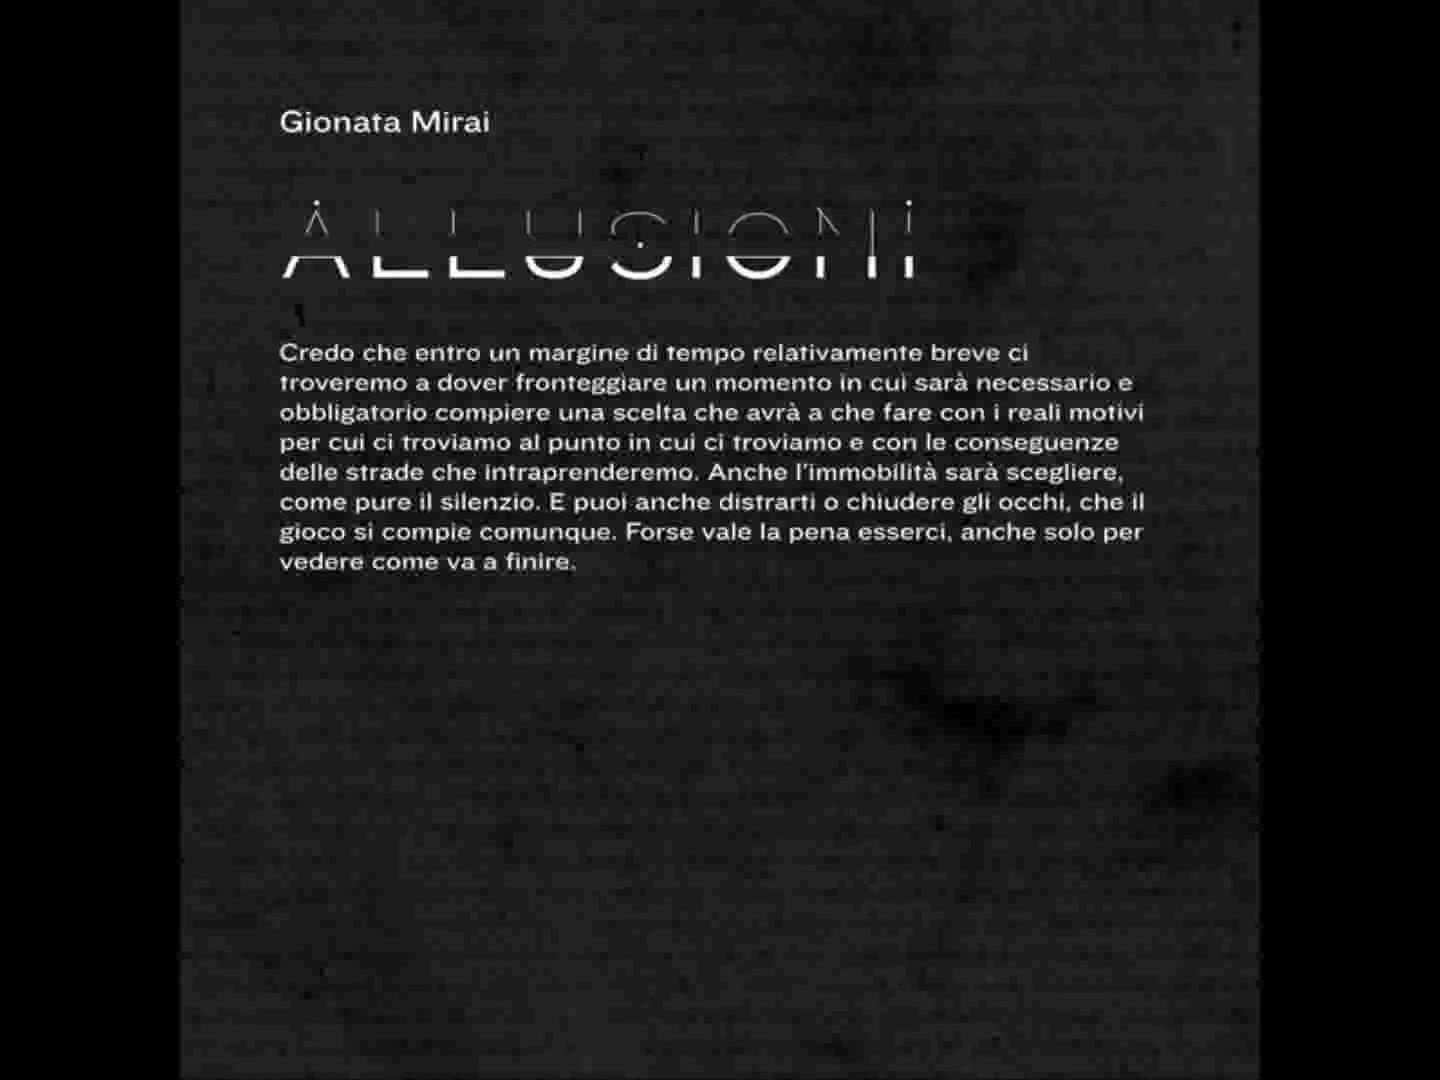 Gionata Mirai
ALLUSIONI
Credo che entro un margine di tempo relativamente breve ci
troveremo a dover fronteggiare un momento in cui sarà necessario e
obbligatorio compiere una scelta che avrà a che fare con i reali motivi
per cui ci troviamo al punto in cui ci troviamo e con le conseguenze
delle strade che intraprenderemo. Anche l'immobilità sarà scegliere,
come pure il silenzio. E puoi anche distrarti o chiudere gli occhi, che il
gioco si compie comunque. Forse vale la pena esserci, anche solo per
vedere come va a finire.